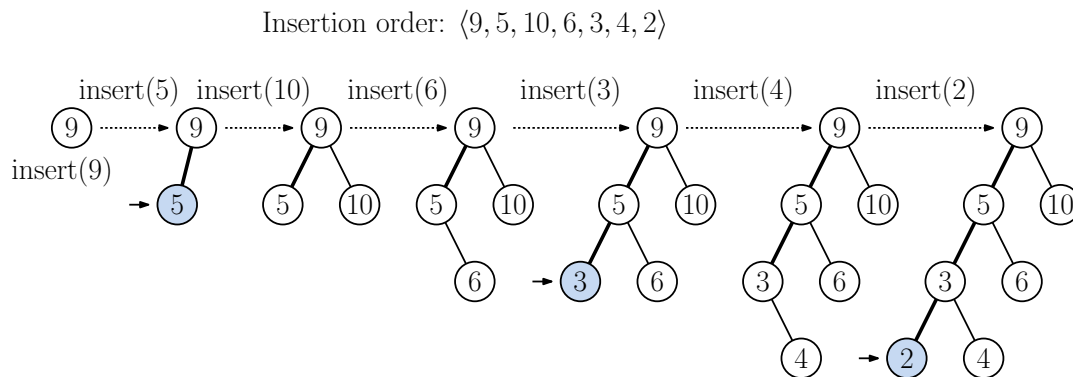 Insertion order: ⟨9, 5, 10, 6, 3, 4, 2⟩
insert(5) insert(10) insert(6) insert(3) insert(4) insert(2)
9 9 9 9 9 9 9
insert(9)
5 5 10 5 10 5 10 5 10 5 10
6 3 6 3 6 3 6
4 2 4